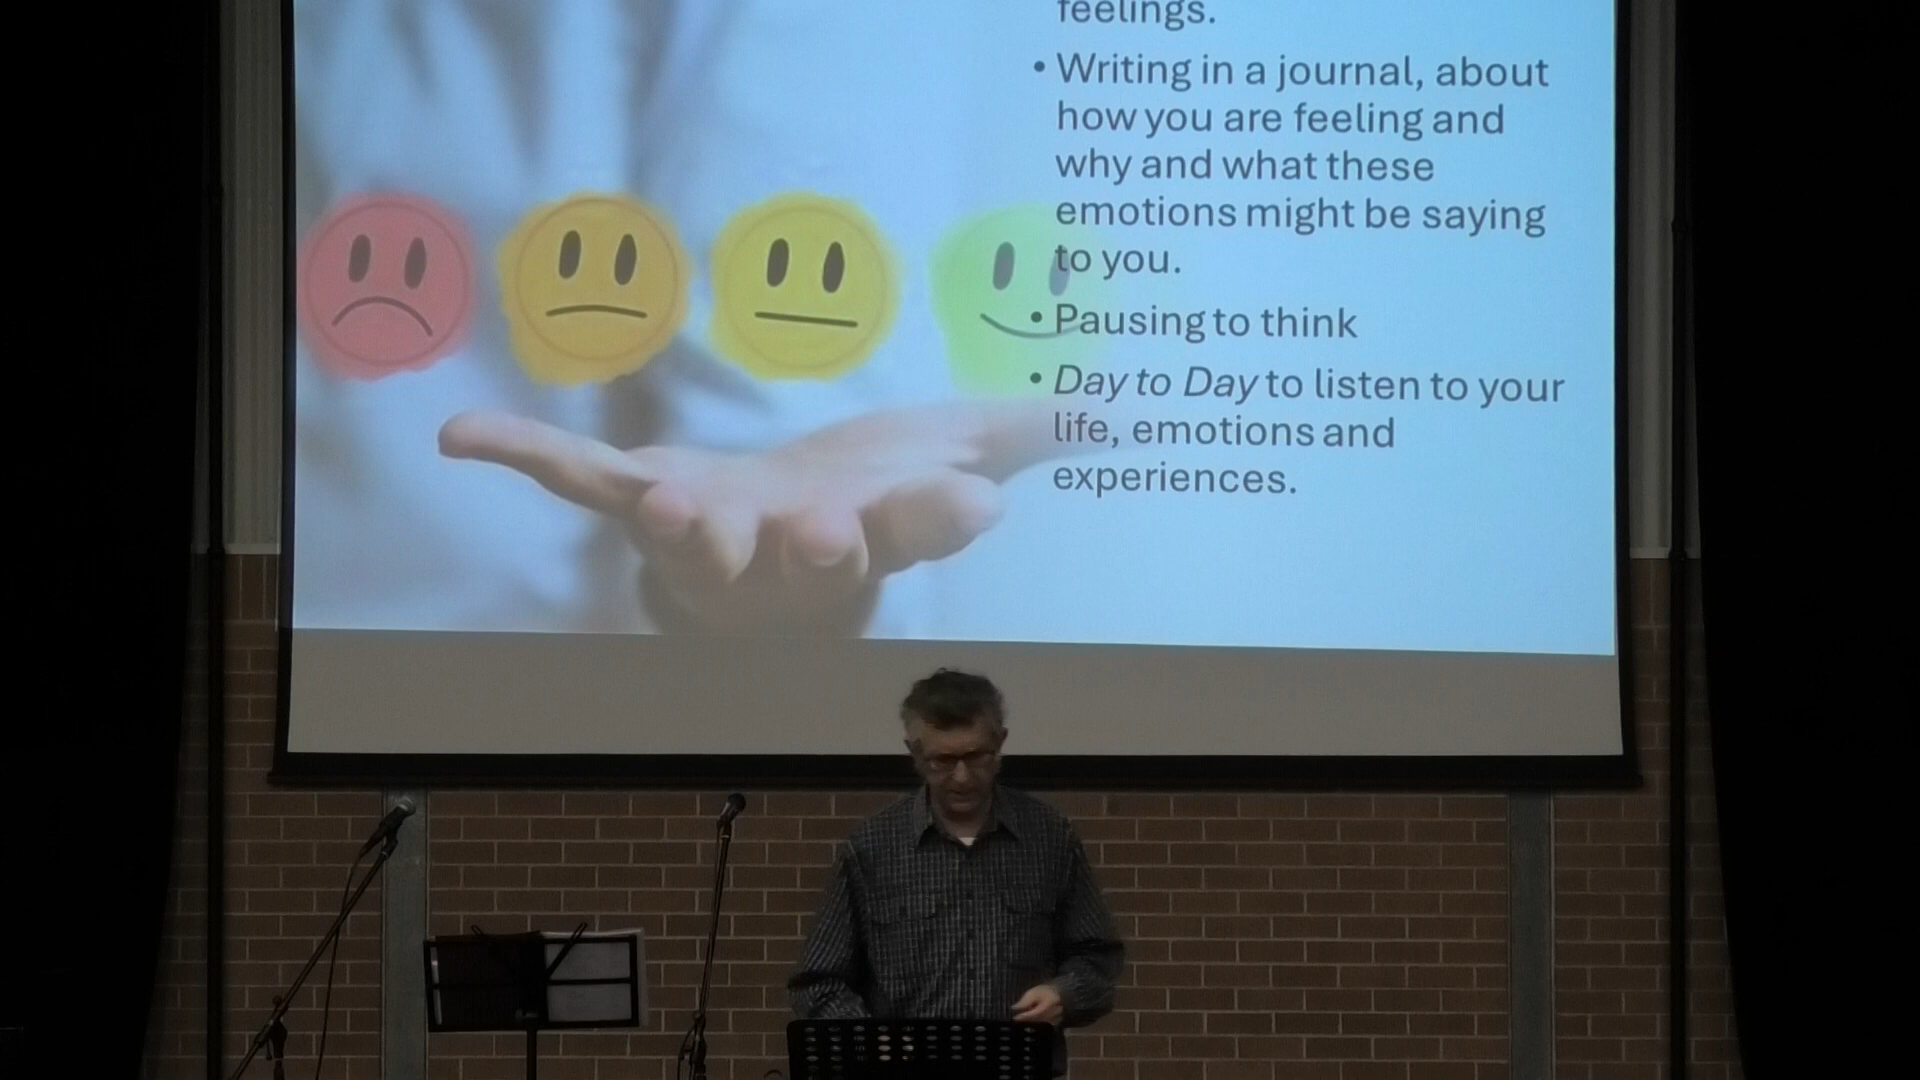 feelings.
• Writing in a journal, about
how you are feeling and
why and what these
emotions might be saying
to you.
• Pausing to think
• Day to Day to listen to your
life, emotions and
experiences.